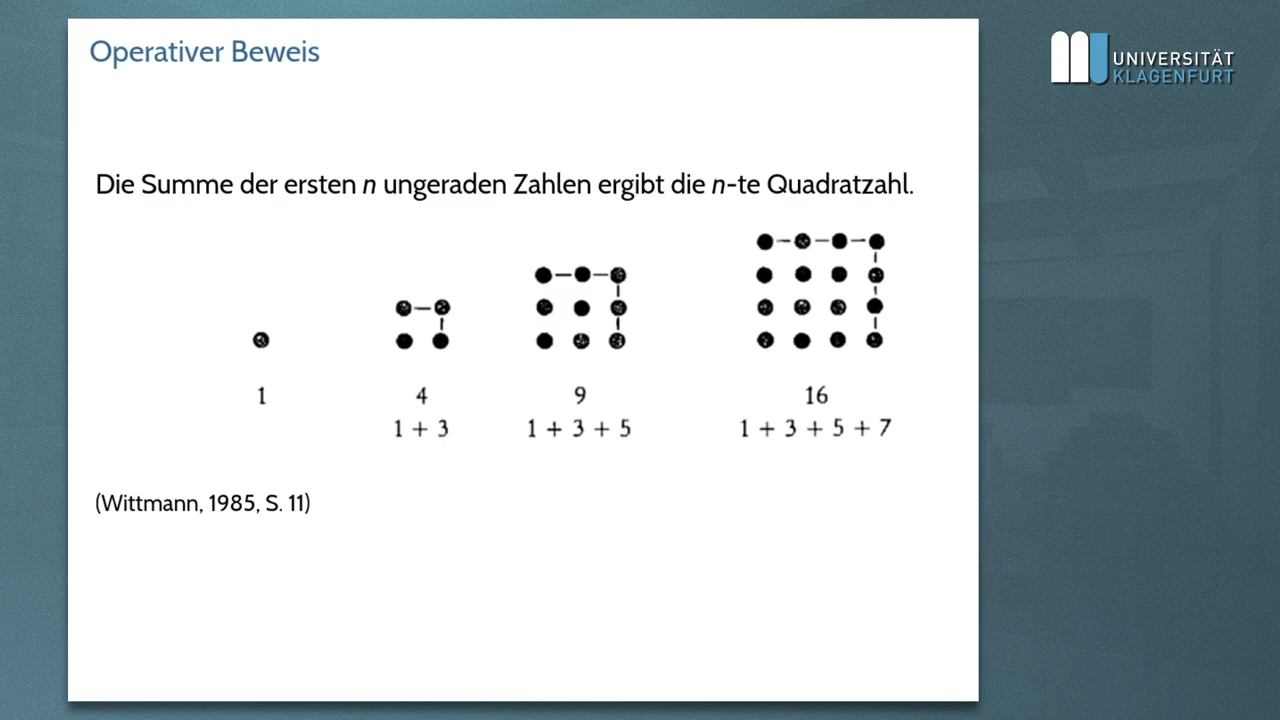 Operativer Beweis
UNIVERSITÄT
KLAGENFURT
Die Summe der ersten n ungeraden Zahlen ergibt die n-te Quadratzahl.
1 4 9 16
1 + 3 1 + 3 + 5 1 + 3 + 5 + 7
(Wittmann, 1985, S. 11)